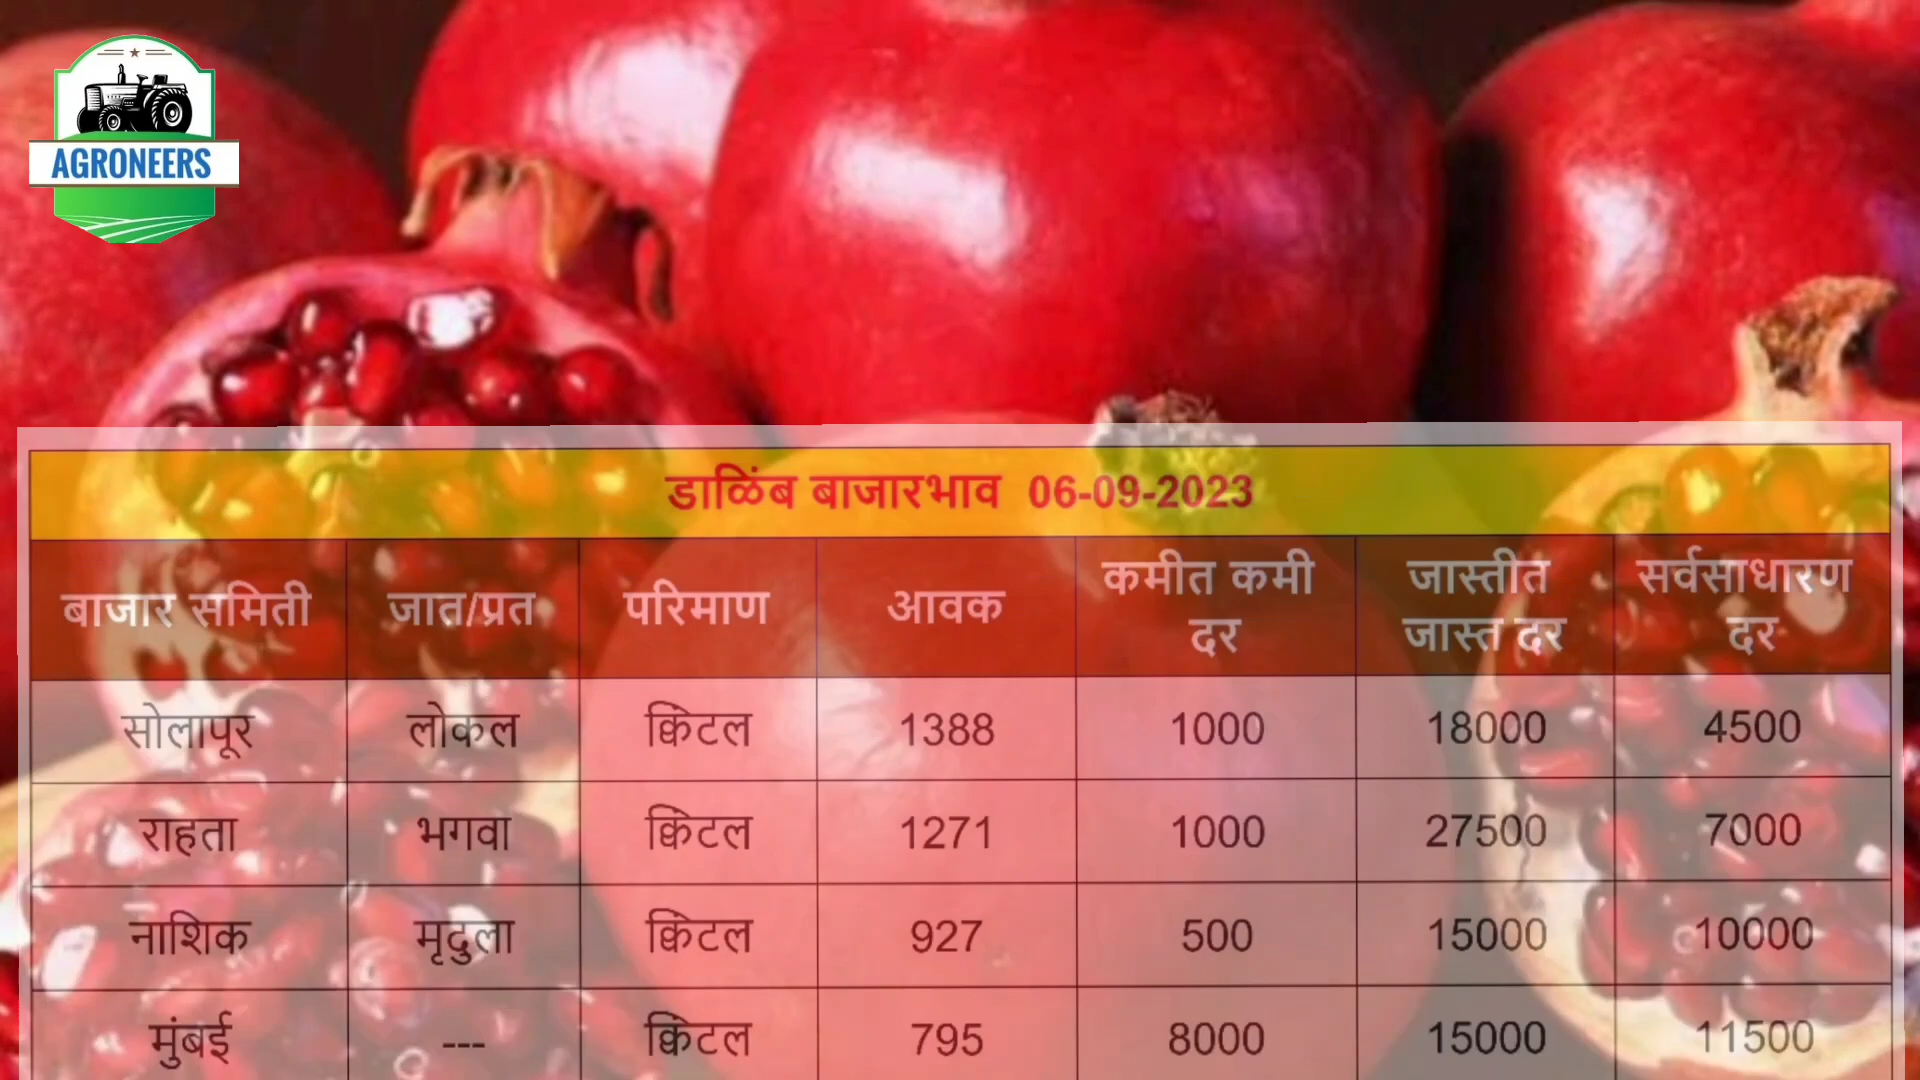 AGRONEERS
डाळिंब बाजारभाव 06-09-2023
बाजार समिती जात/प्रत परिमाण आवक कमीत कमी दर जास्तीत जास्त दर सर्वसाधारण दर
सोलापूर लोकल क्विंटल 1388 1000 18000 4500
राहता भगवा क्विंटल 1271 1000 27500 7000
नाशिक मृदुला क्विंटल 927 500 15000 10000
मुंबई --- क्विंटल 795 8000 15000 11500